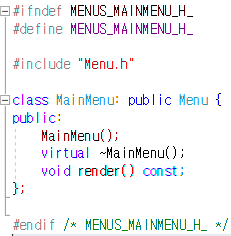 #ifndef MENUS_MAINMENU_H_
#define MENUS_MAINMENU_H_
#include "Menu.h"
class MainMenu: public Menu {
public:
MainMenu();
virtual ~MainMenu();
void render() const;
};
#endif /* MENUS_MAINMENU_H_ */